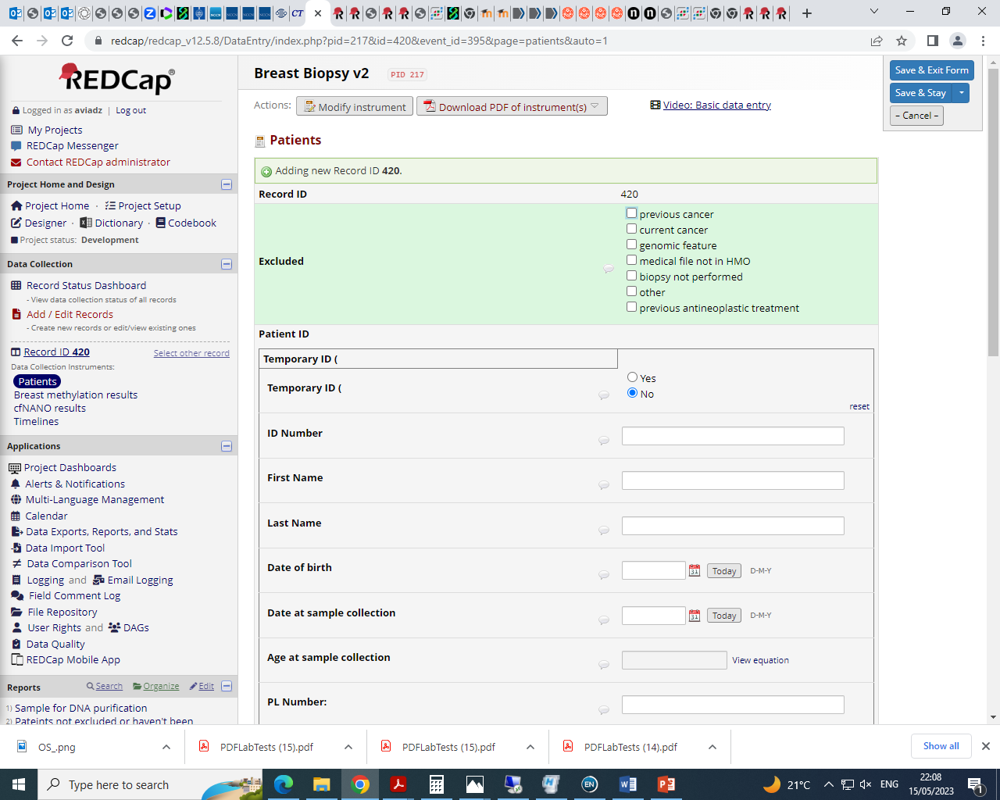 CT
redcap/redcap_v12.5.8/DataEntry/index.php?pid=217&id=420&event_id=395&page=patients&auto=1
REDCap
Logged in as aviadz | Log out
My Projects
REDCap Messenger
Contact REDCap administrator
Project Home and Design
Project Home · Project Setup
Designer · Dictionary · Codebook
Project status: Development
Data Collection
Record Status Dashboard
- View data collection status of all records
Add / Edit Records
- Create new records or edit/view existing ones
Record ID 420 Select other record
Data Collection Instruments:
Patients
Breast methylation results
cfNANO results
Timelines
Applications
Project Dashboards
Alerts & Notifications
Multi-Language Management
Calendar
Data Exports, Reports, and Stats
Data Import Tool
Data Comparison Tool
Logging and Email Logging
Field Comment Log
File Repository
User Rights and DAGs
Data Quality
REDCap Mobile App
Reports Search Organize Edit
1) Sample for DNA purification
2) Pateints not excluded or haven't been
Breast Biopsy v2 PID 217
Actions: Modify instrument Download PDF of instrument(s) Video: Basic data entry
Save & Exit Form
Save & Stay
– Cancel –
Patients
Adding new Record ID 420.
Record ID 420
Excluded
previous cancer
current cancer
genomic feature
medical file not in HMO
biopsy not performed
other
previous antineoplastic treatment
Patient ID
Temporary ID (
Temporary ID (
Yes
No
reset
ID Number
First Name
Last Name
Date of birth 31 Today D-M-Y
Date at sample collection 31 Today D-M-Y
Age at sample collection View equation
PL Number:
OS_.png
PDFLabTests (15).pdf
PDFLabTests (15).pdf
PDFLabTests (14).pdf
Show all
Type here to search
EN
21°C
ENG
22:08
15/05/2023
1